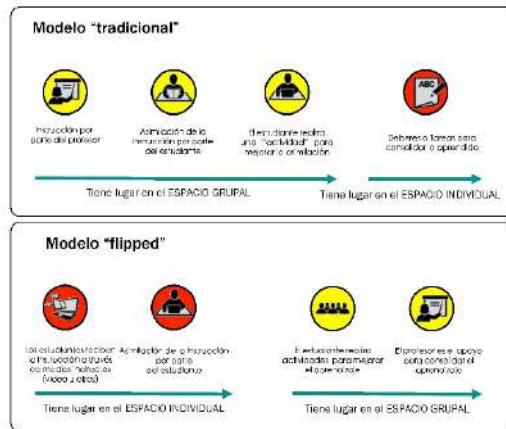 Modelo "tradicional"
ABC
Instrucción por
parte del profesor
Asimilación de la
instrucción por parte
del estudiante
El estudiante realiza
una "actividad" para
mejorar la asimilación
Deberes o Tareas para
consolidar lo aprendido
Tiene lugar en el ESPACIO GRUPAL
Tiene lugar en el ESPACIO INDIVIDUAL
Modelo "flipped"
Los estudiantes reciben
la instrucción a través
de medios indirectos
(vídeo u otros)
Asimilación de la instrucción
por parte
del estudiante
El estudiante realiza
actividades para mejorar
el aprendizaje
El profesor es el apoyo
para consolidar el
aprendizaje
Tiene lugar en el ESPACIO INDIVIDUAL
Tiene lugar en el ESPACIO GRUPAL